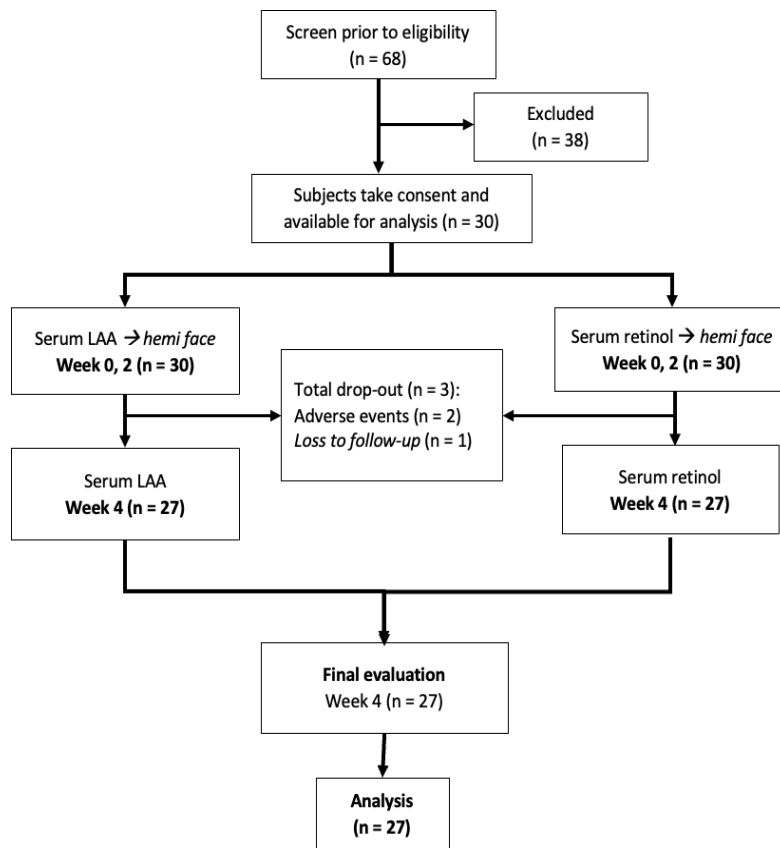 Screen prior to eligibility
(n = 68)
Excluded
(n = 38)
Subjects take consent and
available for analysis (n = 30)
Serum LAA → hemi face
Week 0, 2 (n = 30)
Serum retinol → hemi face
Week 0, 2 (n = 30)
Total drop-out (n = 3):
Adverse events (n = 2)
Loss to follow-up (n = 1)
Serum LAA
Week 4 (n = 27)
Serum retinol
Week 4 (n = 27)
Final evaluation
Week 4 (n = 27)
Analysis
(n = 27)